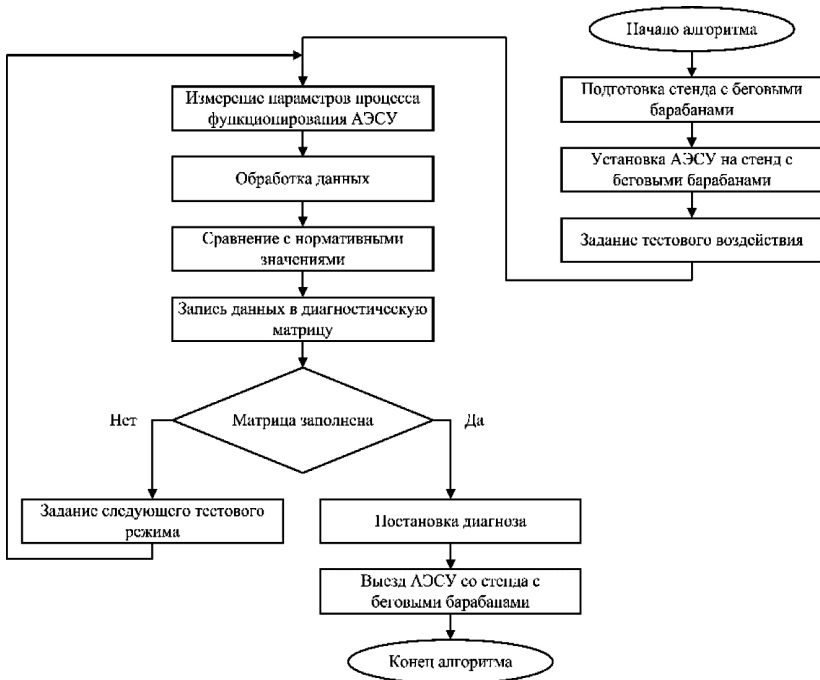 Начало алгоритма
Подготовка стенда с беговыми
барабанами
Установка АЭСУ на стенд с
беговыми барабанами
Задание тестового воздействия
Измерение параметров процесса
функционирования АЭСУ
Обработка данных
Сравнение с нормативными
значениями
Запись данных в диагностическую
матрицу
Матрица заполнена
Нет
Да
Задание следующего тестового
режима
Постановка диагноза
Выезд АЭСУ со стенда с
беговыми барабанами
Конец алгоритма